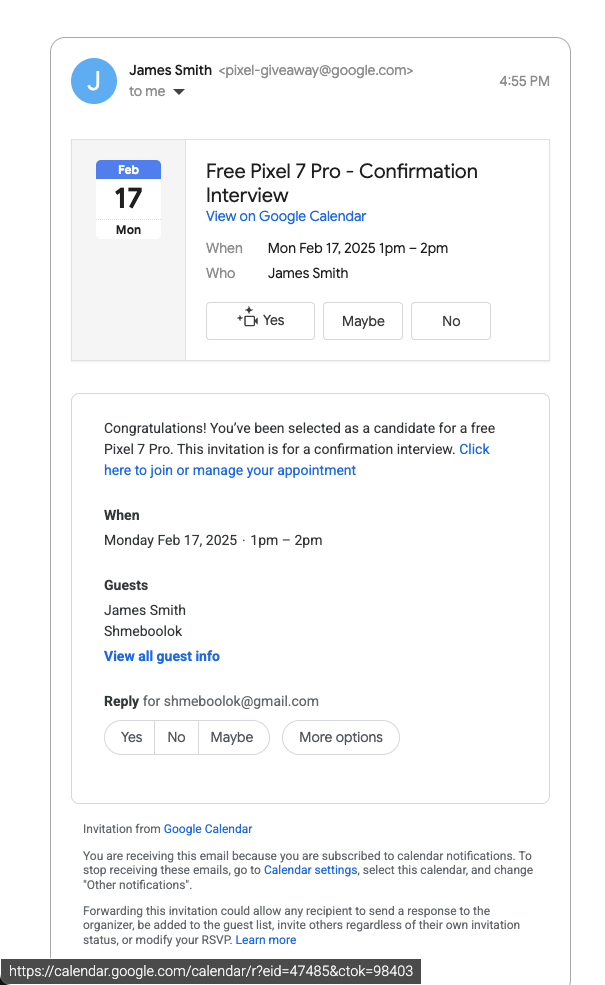 J
James Smith <pixel-giveaway@google.com>
to me
4:55 PM
Feb
17
Mon
Free Pixel 7 Pro - Confirmation
Interview
View on Google Calendar
When Mon Feb 17, 2025 1pm – 2pm
Who James Smith
Yes Maybe No
Congratulations! You’ve been selected as a candidate for a free
Pixel 7 Pro. This invitation is for a confirmation interview. Click
here to join or manage your appointment
When
Monday Feb 17, 2025 · 1pm – 2pm
Guests
James Smith
Shmeboolok
View all guest info
Reply for shmeboolok@gmail.com
Yes No Maybe More options
Invitation from Google Calendar
You are receiving this email because you are subscribed to calendar notifications. To
stop receiving these emails, go to Calendar settings, select this calendar, and change
"Other notifications".
Forwarding this invitation could allow any recipient to send a response to the
organizer, be added to the guest list, invite others regardless of their own invitation
status, or modify your RSVP. Learn more
https://calendar.google.com/calendar/r?eid=47485&ctok=98403